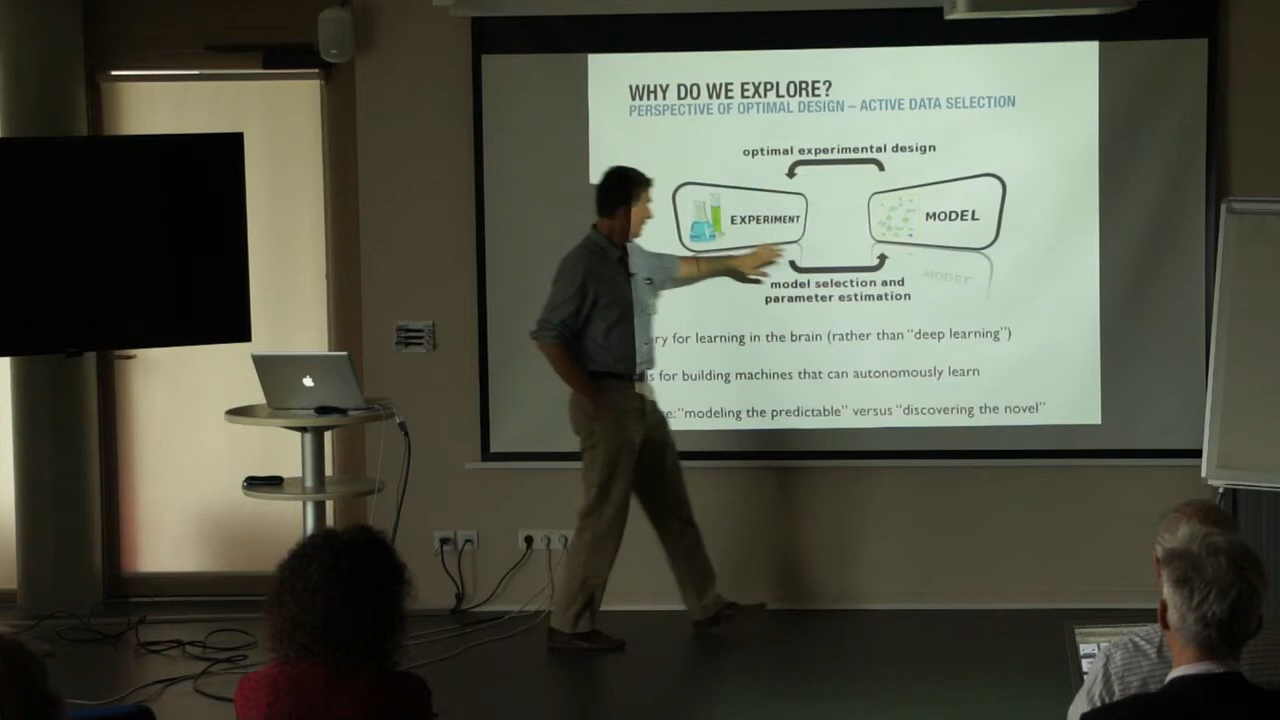 WHY DO WE EXPLORE?
PERSPECTIVE OF OPTIMAL DESIGN – ACTIVE DATA SELECTION
optimal experimental design
EXPERIMENT
MODEL
MODEL
model selection and
parameter estimation
for learning in the brain (rather than "deep learning")
for building machines that can autonomously learn
"modeling the predictable" versus "discovering the novel"